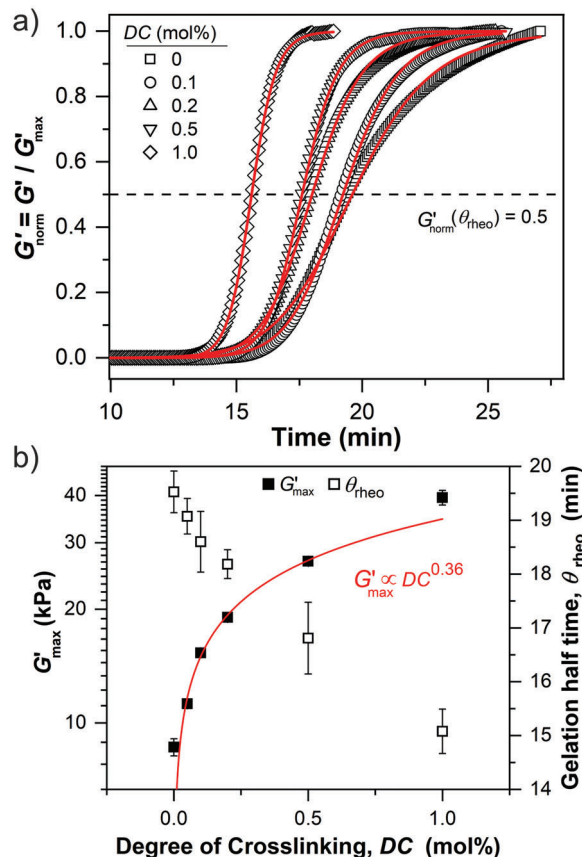 a)
DC (mol%)
0
0.1
0.2
0.5
1.0
G'norm = G' / G'max
1.0
0.8
0.6
0.4
0.2
0.0
G'norm(θrheo) = 0.5
10 15 20 25
Time (min)
b)
G'max θrheo
G'max (kPa)
40
30
20
10
G'max ∝ DC^0.36
20
19
18
17
16
15
14
Gelation half time, θrheo (min)
0.0 0.5 1.0
Degree of Crosslinking, DC (mol%)